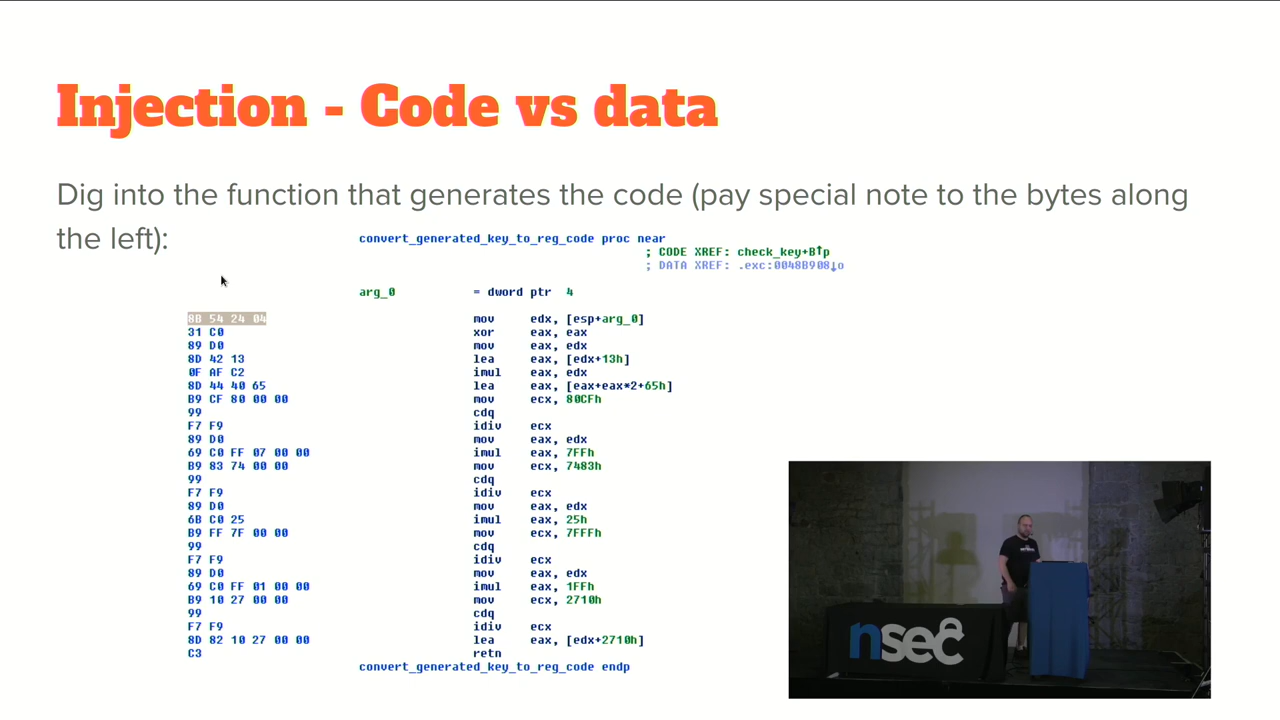 Injection - Code vs data
Dig into the function that generates the code (pay special note to the bytes along
the left):
convert_generated_key_to_reg_code proc near
; CODE XREF: check_key+B↑p
; DATA XREF: .exc:0048B908↓o
arg_0 = dword ptr 4
8B 54 24 04 mov edx, [esp+arg_0]
31 C0 xor eax, eax
89 D0 mov eax, edx
8D 42 13 lea eax, [edx+13h]
0F AF C2 imul eax, edx
8D 44 40 65 lea eax, [eax+eax*2+65h]
B9 CF 80 00 00 mov ecx, 80CFh
99 cdq
F7 F9 idiv ecx
89 D0 mov eax, edx
69 C0 FF 07 00 00 imul eax, 7FFh
B9 83 74 00 00 mov ecx, 7483h
99 cdq
F7 F9 idiv ecx
89 D0 mov eax, edx
6B C0 25 imul eax, 25h
B9 FF 7F 00 00 mov ecx, 7FFFh
99 cdq
F7 F9 idiv ecx
89 D0 mov eax, edx
69 C0 FF 01 00 00 imul eax, 1FFh
B9 10 27 00 00 mov ecx, 2710h
99 cdq
F7 F9 idiv ecx
8D 82 10 27 00 00 lea eax, [edx+2710h]
C3 retn
convert_generated_key_to_reg_code endp
nsec